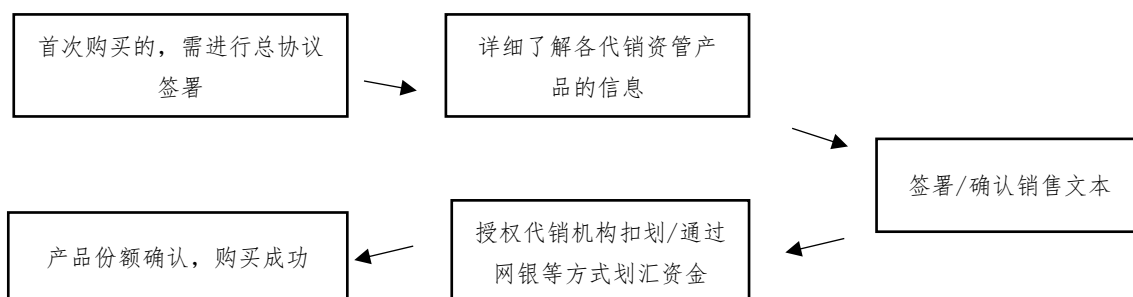 首次购买的，需进行总协议
签署
详细了解各代销资管产
品的信息
签署/确认销售文本
授权代销机构扣划/通过
网银等方式划汇资金
产品份额确认，购买成功